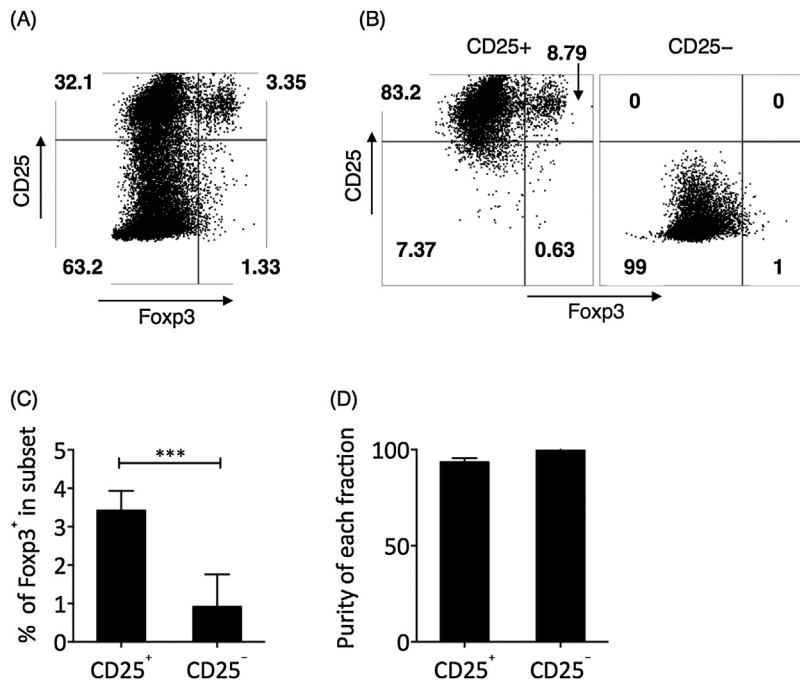 (A)
32.1
3.35
CD25
63.2
1.33
Foxp3
(B)
CD25+
8.79
CD25−
83.2
0
0
CD25
7.37
0.63
99
1
Foxp3
(C)
% of Foxp3⁺ in subset
5
4
3
2
1
0
***
CD25⁺
CD25⁻
(D)
Purity of each fraction
100
50
0
CD25⁺
CD25⁻